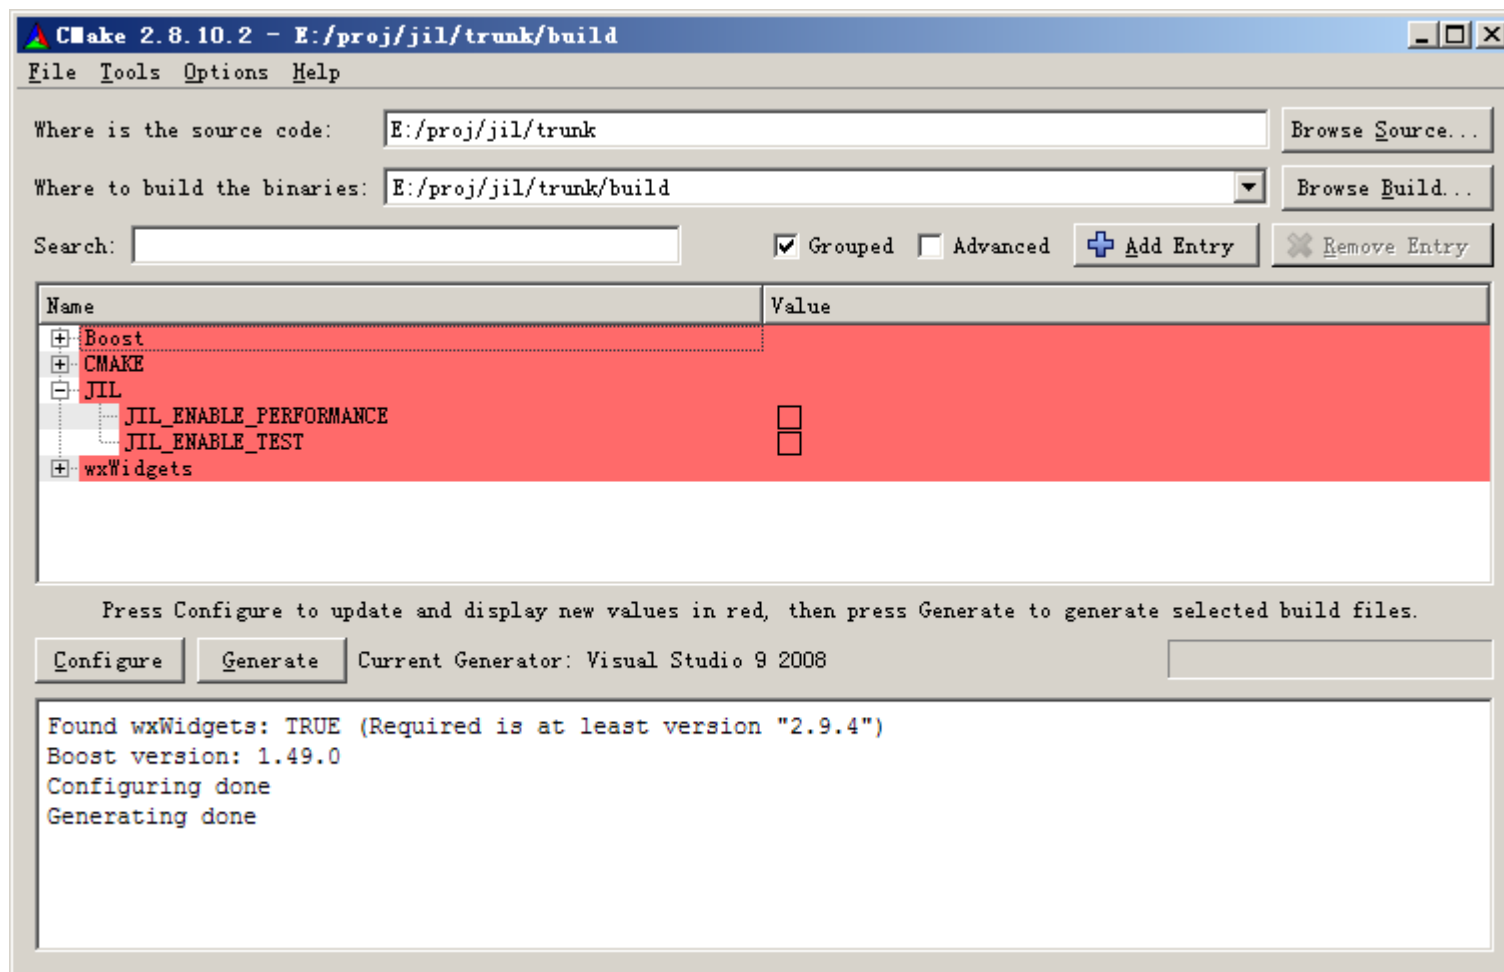 CMake 2.8.10.2 - E:/proj/jil/trunk/build
File Tools Options Help
Where is the source code: E:/proj/jil/trunk Browse Source...
Where to build the binaries: E:/proj/jil/trunk/build Browse Build...
Search: Grouped Advanced Add Entry Remove Entry
Name Value
Boost
CMAKE
JIL
JIL_ENABLE_PERFORMANCE
JIL_ENABLE_TEST
wxWidgets
Press Configure to update and display new values in red, then press Generate to generate selected build files.
Configure Generate Current Generator: Visual Studio 9 2008
Found wxWidgets: TRUE (Required is at least version "2.9.4")
Boost version: 1.49.0
Configuring done
Generating done